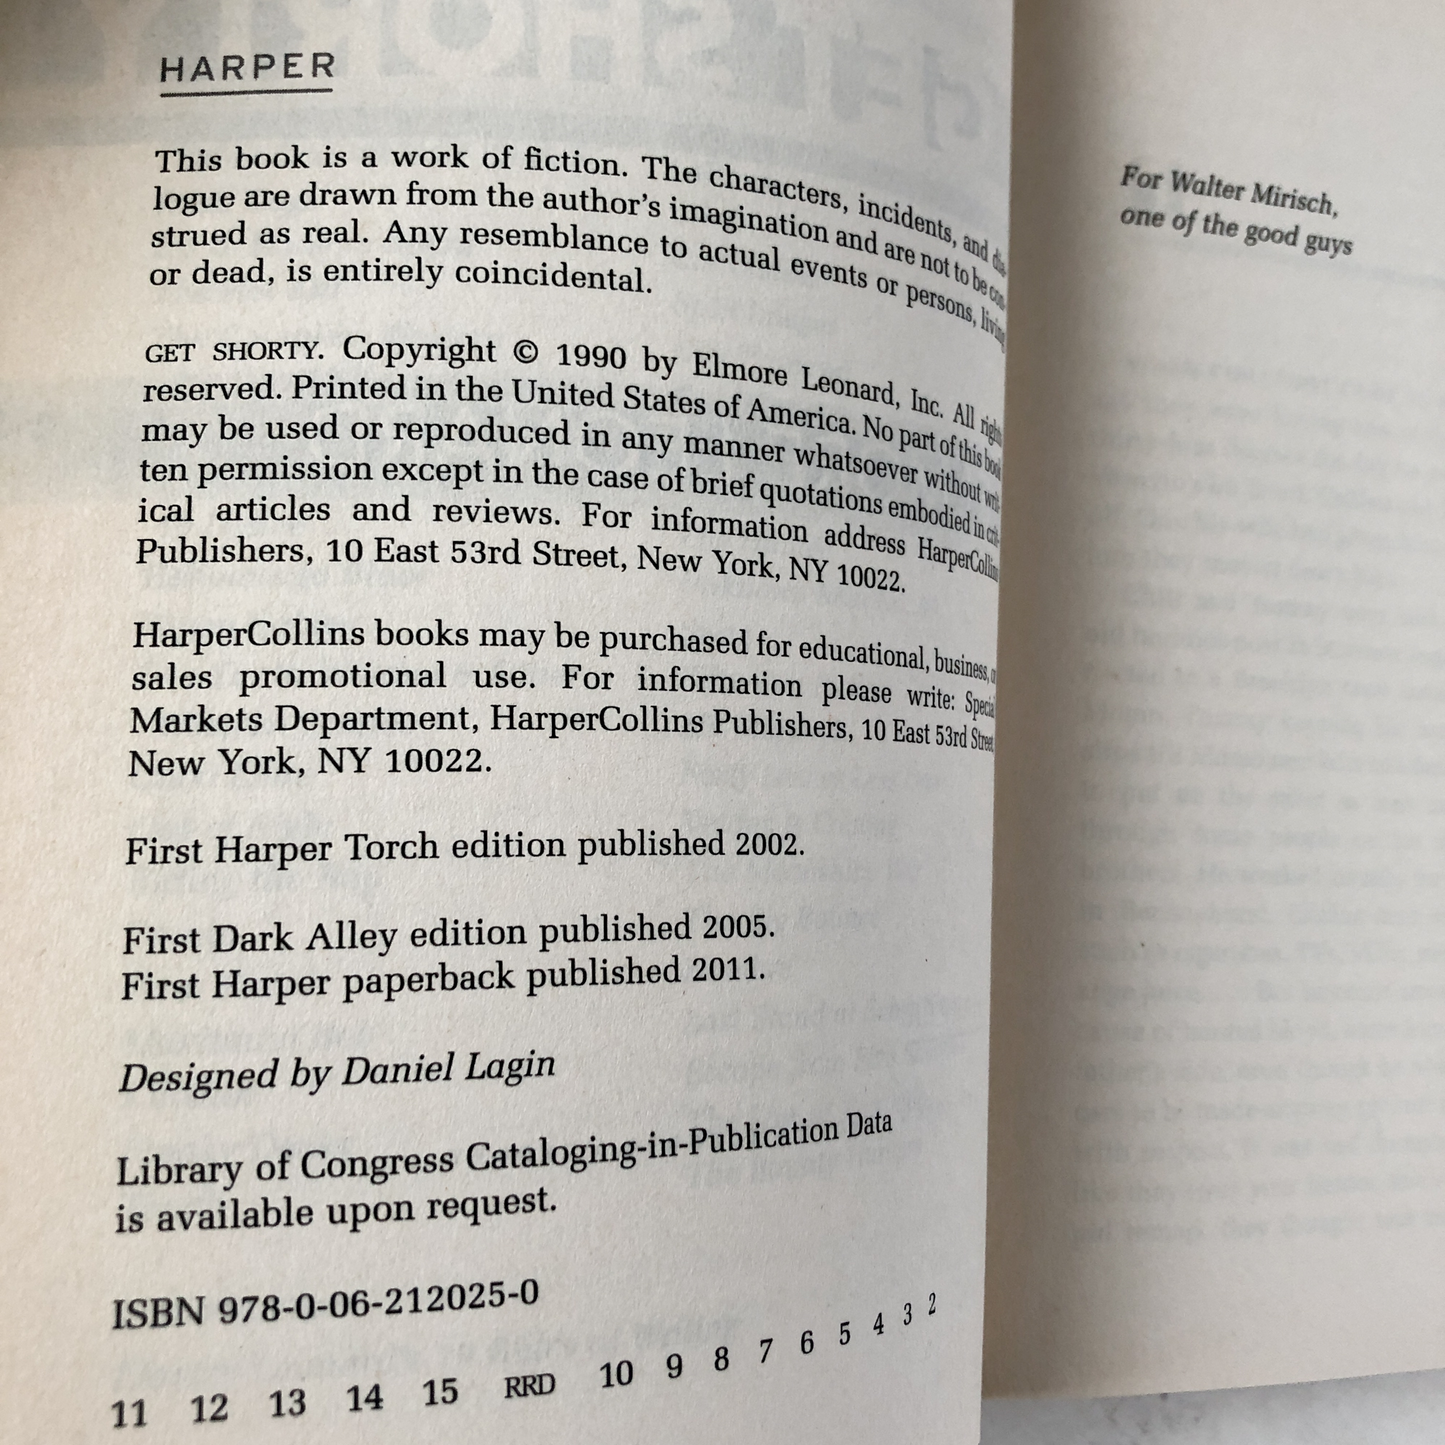 HARPER
This book is a work of fiction. The characters, incidents, and dia-
logue are drawn from the author's imagination and are not to be con-
strued as real. Any resemblance to actual events or persons, living
or dead, is entirely coincidental.
GET SHORTY. Copyright © 1990 by Elmore Leonard, Inc. All rights
reserved. Printed in the United States of America. No part of this book
may be used or reproduced in any manner whatsoever without writ-
ten permission except in the case of brief quotations embodied in crit-
ical articles and reviews. For information address HarperCollins
Publishers, 10 East 53rd Street, New York, NY 10022.
HarperCollins books may be purchased for educational, business, o
sales promotional use. For information please write: Special
Markets Department, HarperCollins Publishers, 10 East 53rd Street
New York, NY 10022.
First Harper Torch edition published 2002.
First Dark Alley edition published 2005.
First Harper paperback published 2011.
Designed by Daniel Lagin
Library of Congress Cataloging-in-Publication Data
is available upon request.
ISBN 978-0-06-212025-0
11 12 13 14 15 RRD 10 9 8 7 6 5 4 3 2
For Walter Mirisch,
one of the good guys